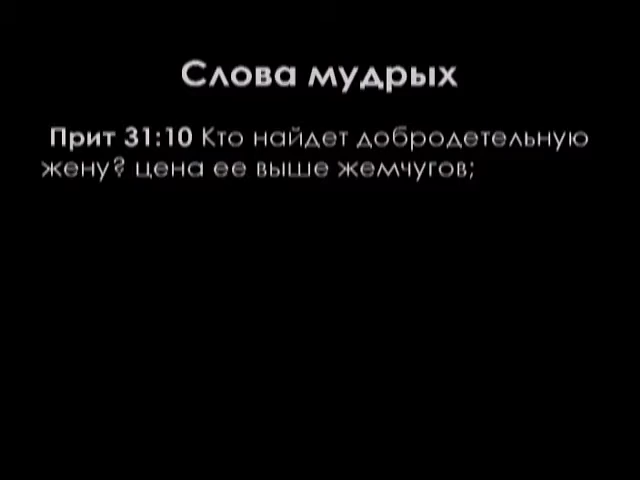 Слова мудрых
Прит 31:10 Кто найдет добродетельную
жену? цена ее выше жемчугов;